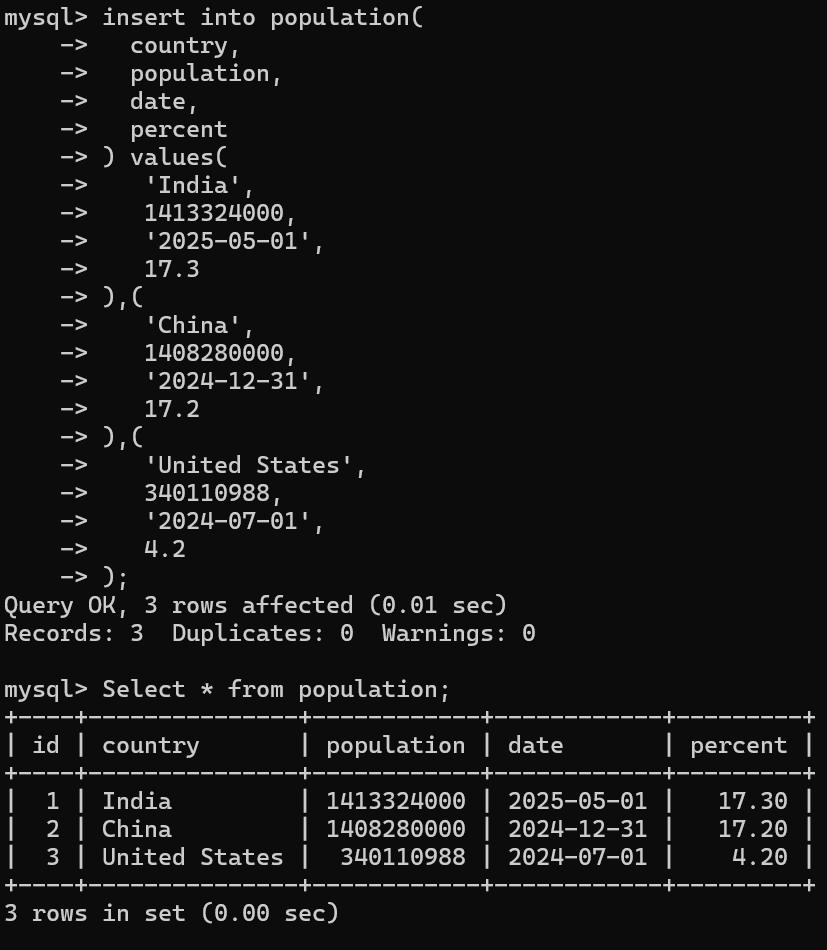 mysql> insert into population(
    ->   country,
    ->   population,
    ->   date,
    ->   percent
    -> ) values(
    ->    'India',
    ->    1413324000,
    ->    '2025-05-01',
    ->    17.3
    -> ),(
    ->    'China',
    ->    1408280000,
    ->    '2024-12-31',
    ->    17.2
    -> ),(
    ->    'United States',
    ->    340110988,
    ->    '2024-07-01',
    ->    4.2
    -> );
Query OK, 3 rows affected (0.01 sec)
Records: 3  Duplicates: 0  Warnings: 0

mysql> Select * from population;
+----+---------------+------------+------------+---------+
| id | country       | population | date       | percent |
+----+---------------+------------+------------+---------+
|  1 | India         | 1413324000 | 2025-05-01 |   17.30 |
|  2 | China         | 1408280000 | 2024-12-31 |   17.20 |
|  3 | United States |  340110988 | 2024-07-01 |    4.20 |
+----+---------------+------------+------------+---------+
3 rows in set (0.00 sec)